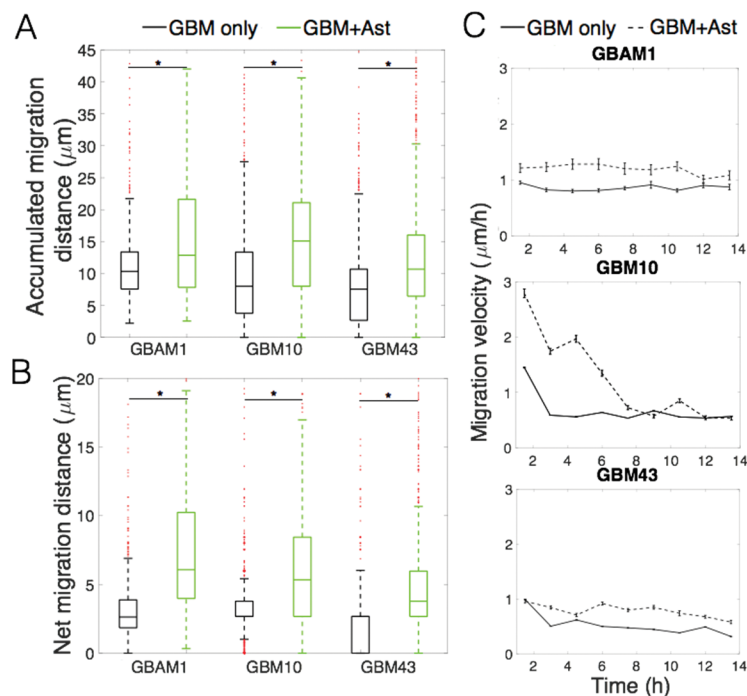 A
GBM only
GBM+Ast
Accumulated migration
distance (μm)
45
40
35
30
25
20
15
10
5
0
*
*
*
GBAM1
GBM10
GBM43
B
Net migration distance (μm)
20
15
10
5
0
*
*
*
GBAM1
GBM10
GBM43
C
GBM only
GBM+Ast
GBAM1
Migration velocity (μm/h)
3
2
1
0
2 4 6 8 10 12 14
GBM10
3
2
1
0
2 4 6 8 10 12 14
GBM43
3
2
1
0
2 4 6 8 10 12 14
Time (h)